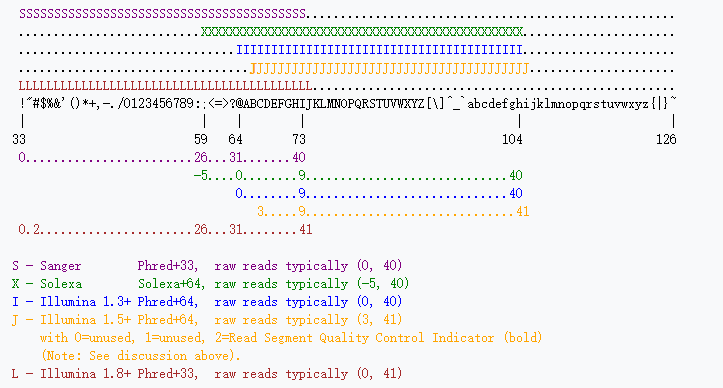 SSSSSSSSSSSSSSSSSSSSSSSSSSSSSSSSSSSSSSSSS.....................................................
..........................XXXXXXXXXXXXXXXXXXXXXXXXXXXXXXXXXXXXXXXXXXXXXX......................
...............................IIIIIIIIIIIIIIIIIIIIIIIIIIIIIIIIIIIIIIIII......................
.................................JJJJJJJJJJJJJJJJJJJJJJJJJJJJJJJJJJJJJJJ.....................
LLLLLLLLLLLLLLLLLLLLLLLLLLLLLLLLLLLLLLLLLL....................................................
!"#$%&'()*+,-./0123456789:;<=>?@ABCDEFGHIJKLMNOPQRSTUVWXYZ[\]^_`abcdefghijklmnopqrstuvwxyz{|}~
| | | | | |
33 59 64 73 104 126
0........................26...31.......40
-5....0........9.............................40
0........9.............................40
3.....9..............................41
0.2......................26...31........41
S - Sanger Phred+33, raw reads typically (0, 40)
X - Solexa Solexa+64, raw reads typically (-5, 40)
I - Illumina 1.3+ Phred+64, raw reads typically (0, 40)
J - Illumina 1.5+ Phred+64, raw reads typically (3, 41)
with 0=unused, 1=unused, 2=Read Segment Quality Control Indicator (bold)
(Note: See discussion above).
L - Illumina 1.8+ Phred+33, raw reads typically (0, 41)